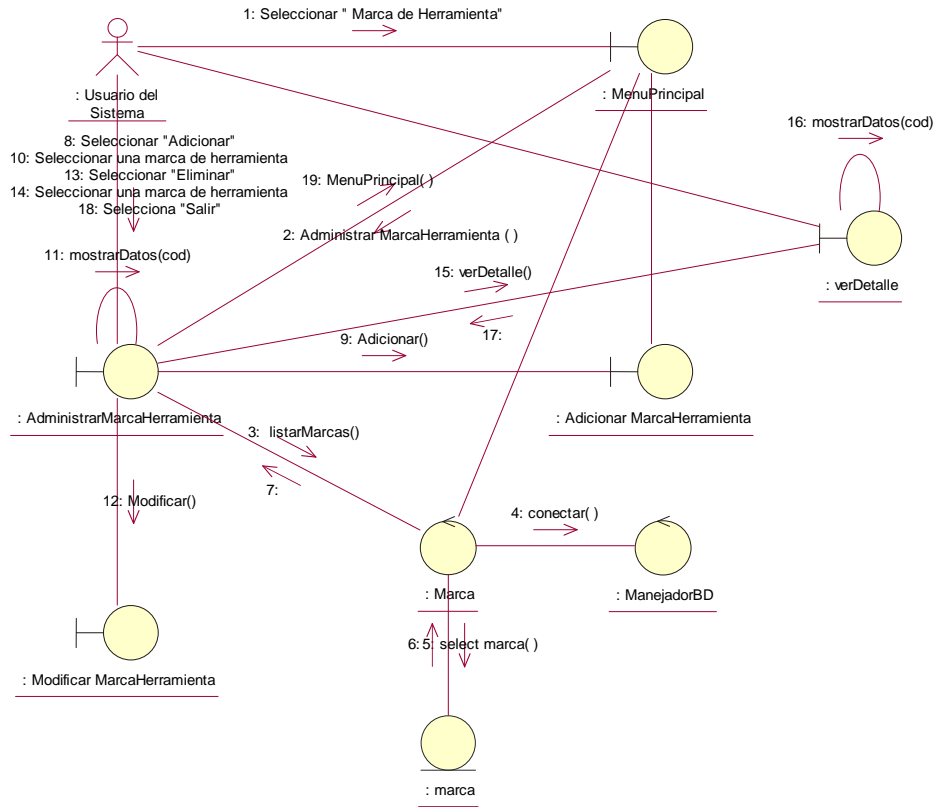 1: Seleccionar " Marca de Herramienta"
: Usuario del
Sistema
: MenuPrincipal
8: Seleccionar "Adicionar"
10: Seleccionar una marca de herramienta
13: Seleccionar "Eliminar"
14: Seleccionar una marca de herramienta
18: Selecciona "Salir"
16: mostrarDatos(cod)
19: MenuPrincipal( )
2: Administrar MarcaHerramienta ( )
11: mostrarDatos(cod)
15: verDetalle()
: verDetalle
17:
9: Adicionar()
: AdministrarMarcaHerramienta
: Adicionar MarcaHerramienta
3: listarMarcas()
7:
12: Modificar()
4: conectar( )
: Marca
: ManejadorBD
6:
5: select marca( )
: Modificar MarcaHerramienta
: marca